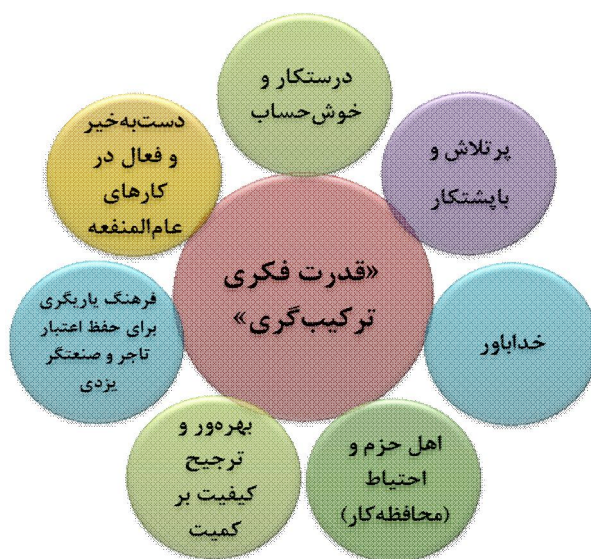 درستکار و
خوش‌حساب
پرتلاش و
باپشتکار
خداباور
اهل حزم و
احتیاط
(محافظه‌کار)
بهره‌ور و
ترجیح
کیفیت بر
کمیت
فرهنگ یاریگری
برای حفظ اعتبار
تاجر و صنعتگر
یزدی
دست‌به‌خیر
و فعال در
کارهای
عام‌المنفعه
«قدرت فکری
ترکیب‌گری»